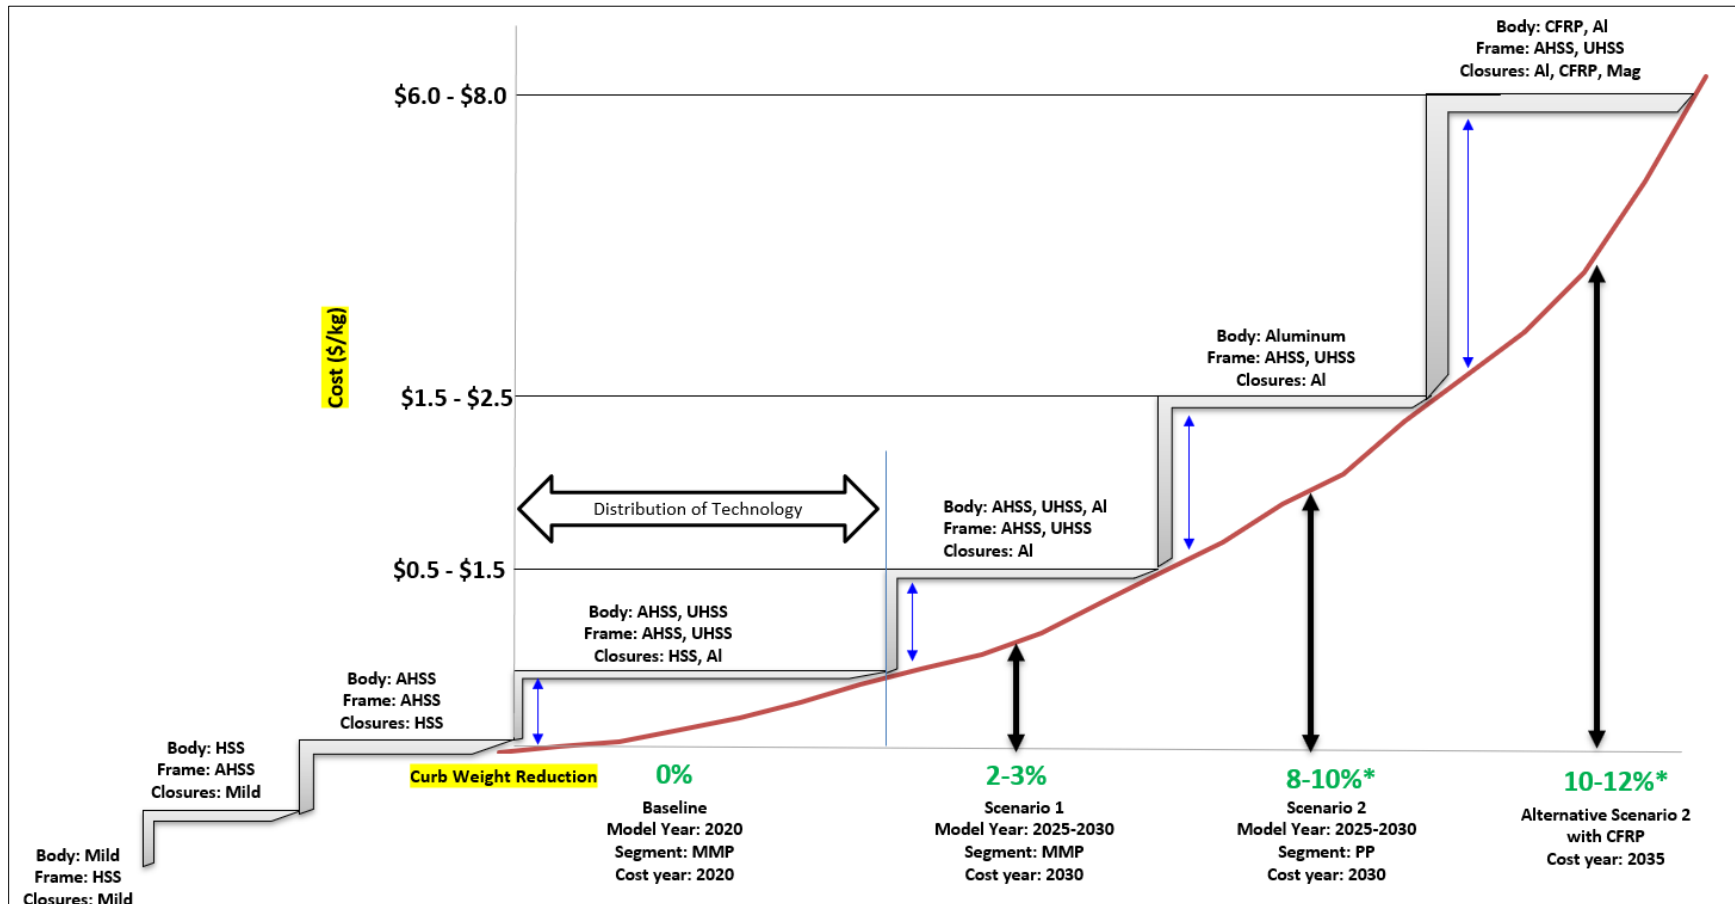 Body: CFRP, Al
Frame: AHSS, UHSS
Closures: Al, CFRP, Mag
$6.0 - $8.0
Cost ($/kg)
Body: Aluminum
Frame: AHSS, UHSS
Closures: Al
$1.5 - $2.5
Distribution of Technology
Body: AHSS, UHSS, Al
Frame: AHSS, UHSS
Closures: Al
$0.5 - $1.5
Body: AHSS, UHSS
Frame: AHSS, UHSS
Closures: HSS, Al
Body: AHSS
Frame: AHSS
Closures: HSS
Body: HSS
Frame: AHSS
Closures: Mild
Body: Mild
Frame: HSS
Closures: Mild
Curb Weight Reduction
0%
Baseline
Model Year: 2020
Segment: MMP
Cost year: 2020
2-3%
Scenario 1
Model Year: 2025-2030
Segment: MMP
Cost year: 2030
8-10%*
Scenario 2
Model Year: 2025-2030
Segment: PP
Cost year: 2030
10-12%*
Alternative Scenario 2
with CFRP
Cost year: 2035